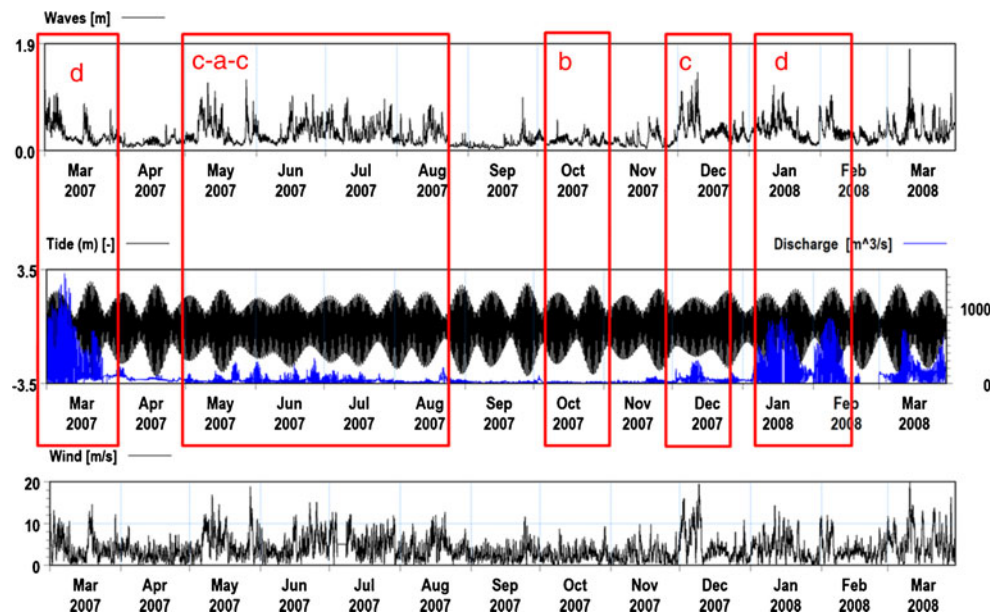 Waves [m]
1.9
d c-a-c b c d
0.0
Mar Apr May Jun Jul Aug Sep Oct Nov Dec Jan Feb Mar
2007 2007 2007 2007 2007 2007 2007 2007 2007 2007 2008 2008 2008
Tide (m) [-] Discharge [m^3/s]
3.5
1000
-3.5 0
Mar Apr May Jun Jul Aug Sep Oct Nov Dec Jan Feb Mar
2007 2007 2007 2007 2007 2007 2007 2007 2007 2007 2008 2008 2008
Wind [m/s]
20
10
0
Mar Apr May Jun Jul Aug Sep Oct Nov Dec Jan Feb Mar
2007 2007 2007 2007 2007 2007 2007 2007 2007 2007 2008 2008 2008